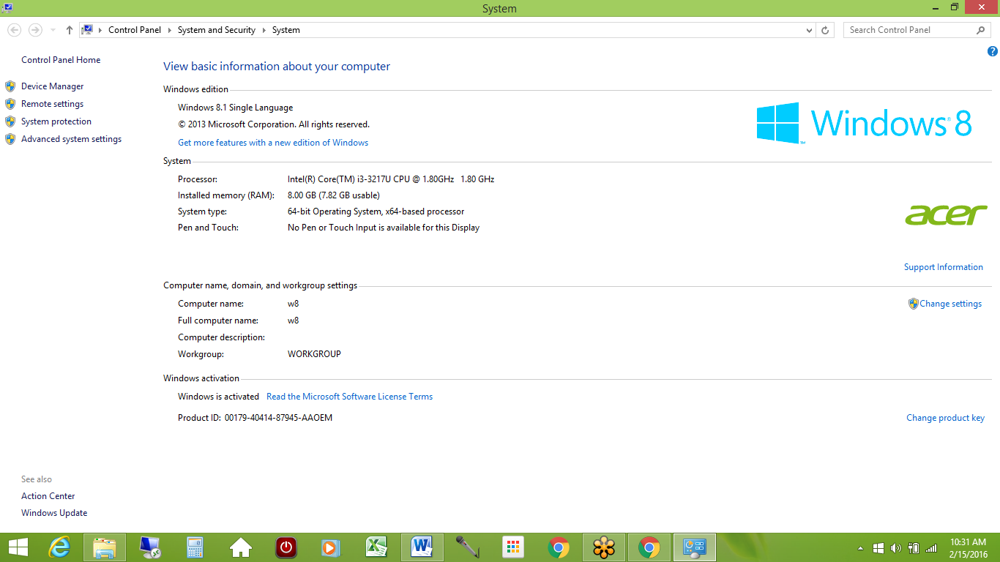 System
Control Panel System and Security System
Search Control Panel
Control Panel Home
Device Manager
Remote settings
System protection
Advanced system settings
View basic information about your computer
Windows edition
Windows 8.1 Single Language
© 2013 Microsoft Corporation. All rights reserved.
Get more features with a new edition of Windows
Windows® 8
System
Processor: Intel(R) Core(TM) i3-3217U CPU @ 1.80GHz 1.80 GHz
Installed memory (RAM): 8.00 GB (7.82 GB usable)
System type: 64-bit Operating System, x64-based processor
Pen and Touch: No Pen or Touch Input is available for this Display
acer
Support Information
Computer name, domain, and workgroup settings
Computer name: w8
Change settings
Full computer name: w8
Computer description:
Workgroup: WORKGROUP
Windows activation
Windows is activated Read the Microsoft Software License Terms
Product ID: 00179-40414-87945-AAOEM
Change product key
See also
Action Center
Windows Update
10:31 AM
2/15/2016